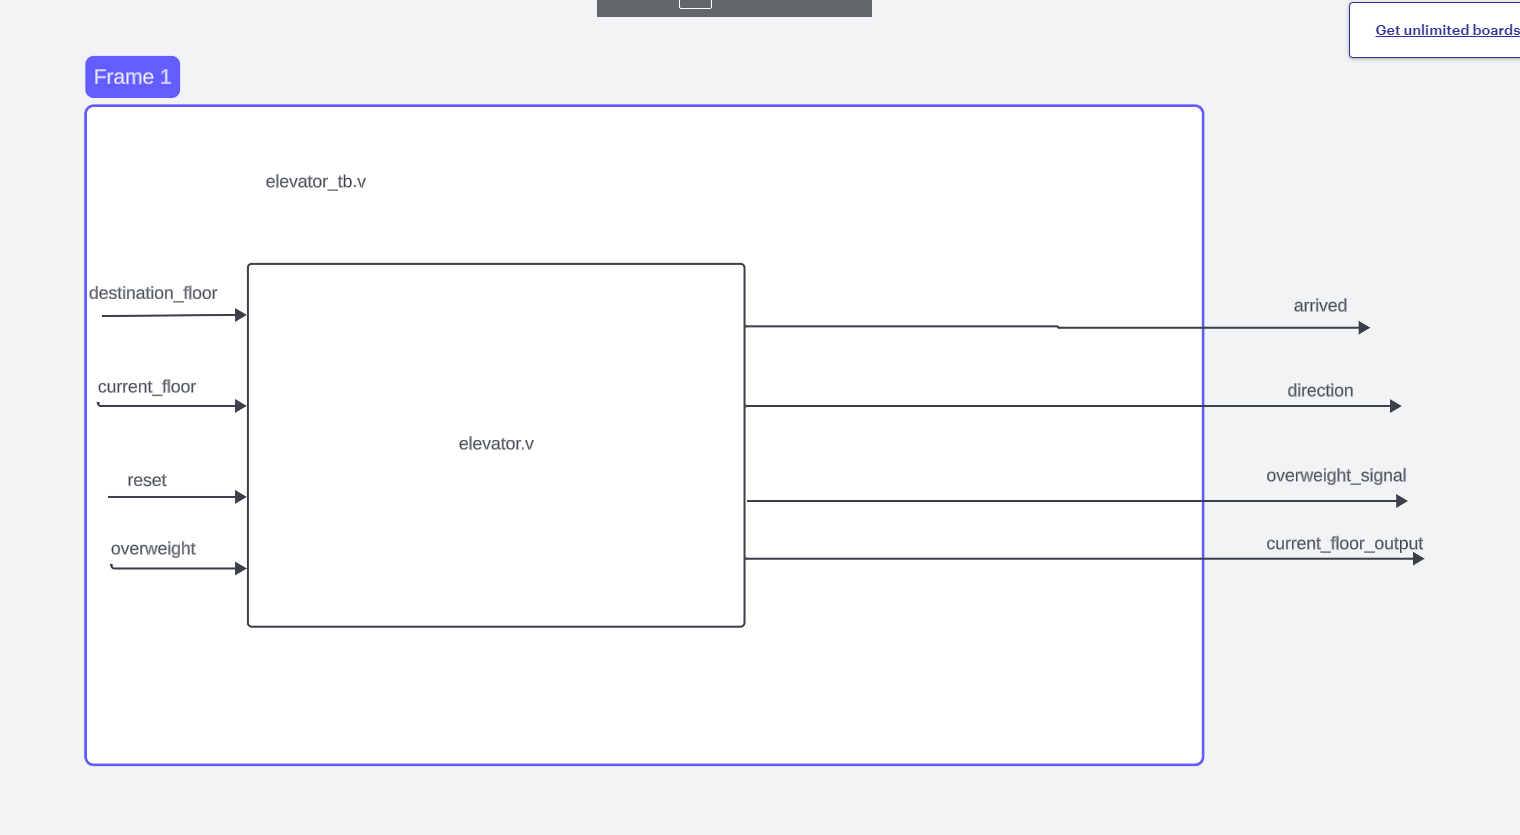 Get unlimited boards
Frame 1
elevator_tb.v
destination_floor
arrived
current_floor
direction
elevator.v
reset
overweight_signal
overweight
current_floor_output